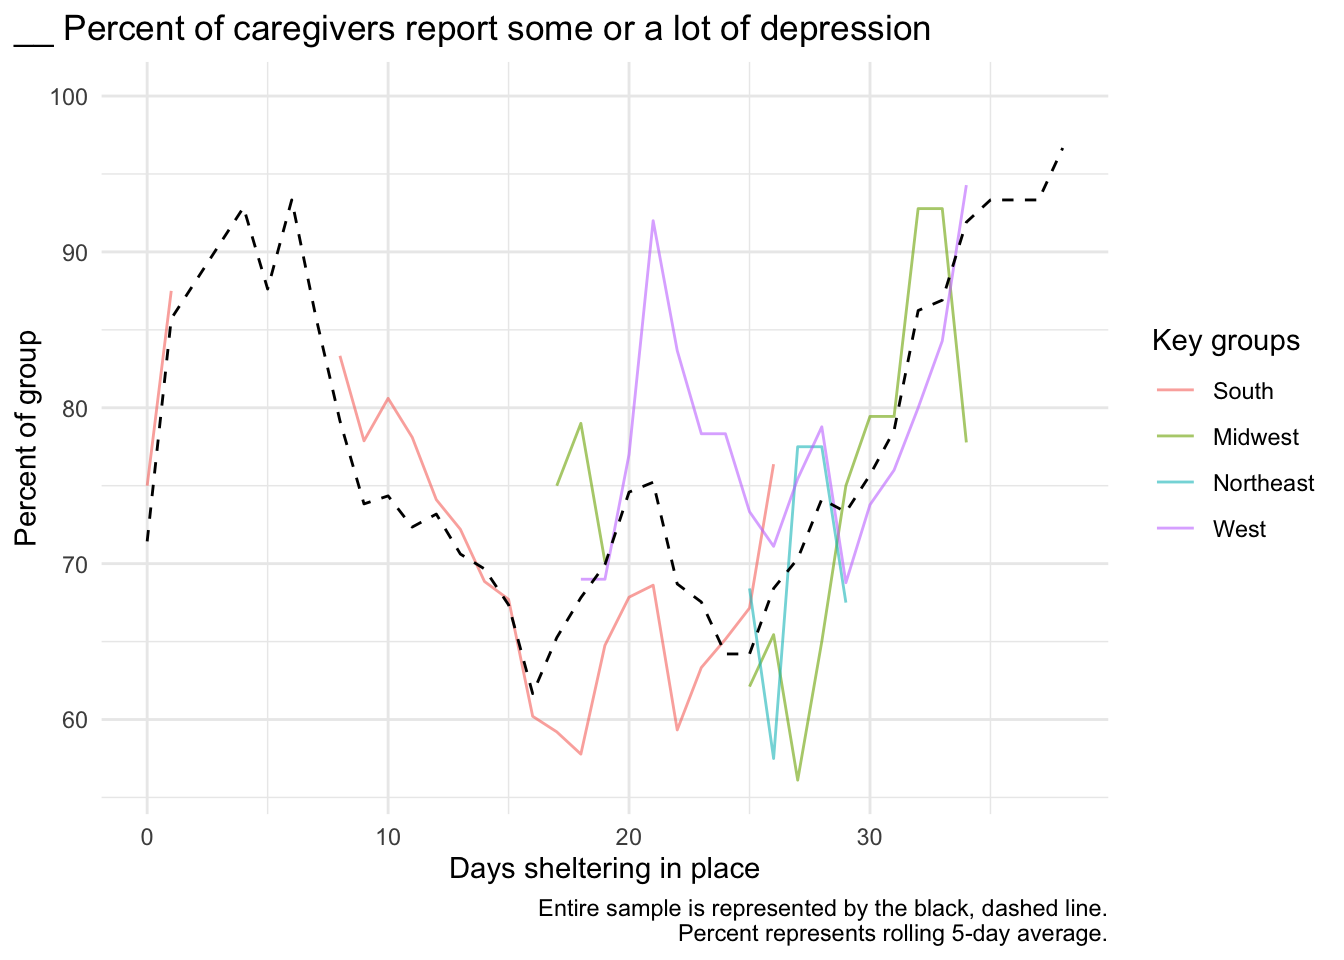 __ Percent of caregivers report some or a lot of depression
100
90
80
70
60
Percent of group
0 10 20 30
Days sheltering in place
Key groups
South
Midwest
Northeast
West
Entire sample is represented by the black, dashed line.
Percent represents rolling 5-day average.